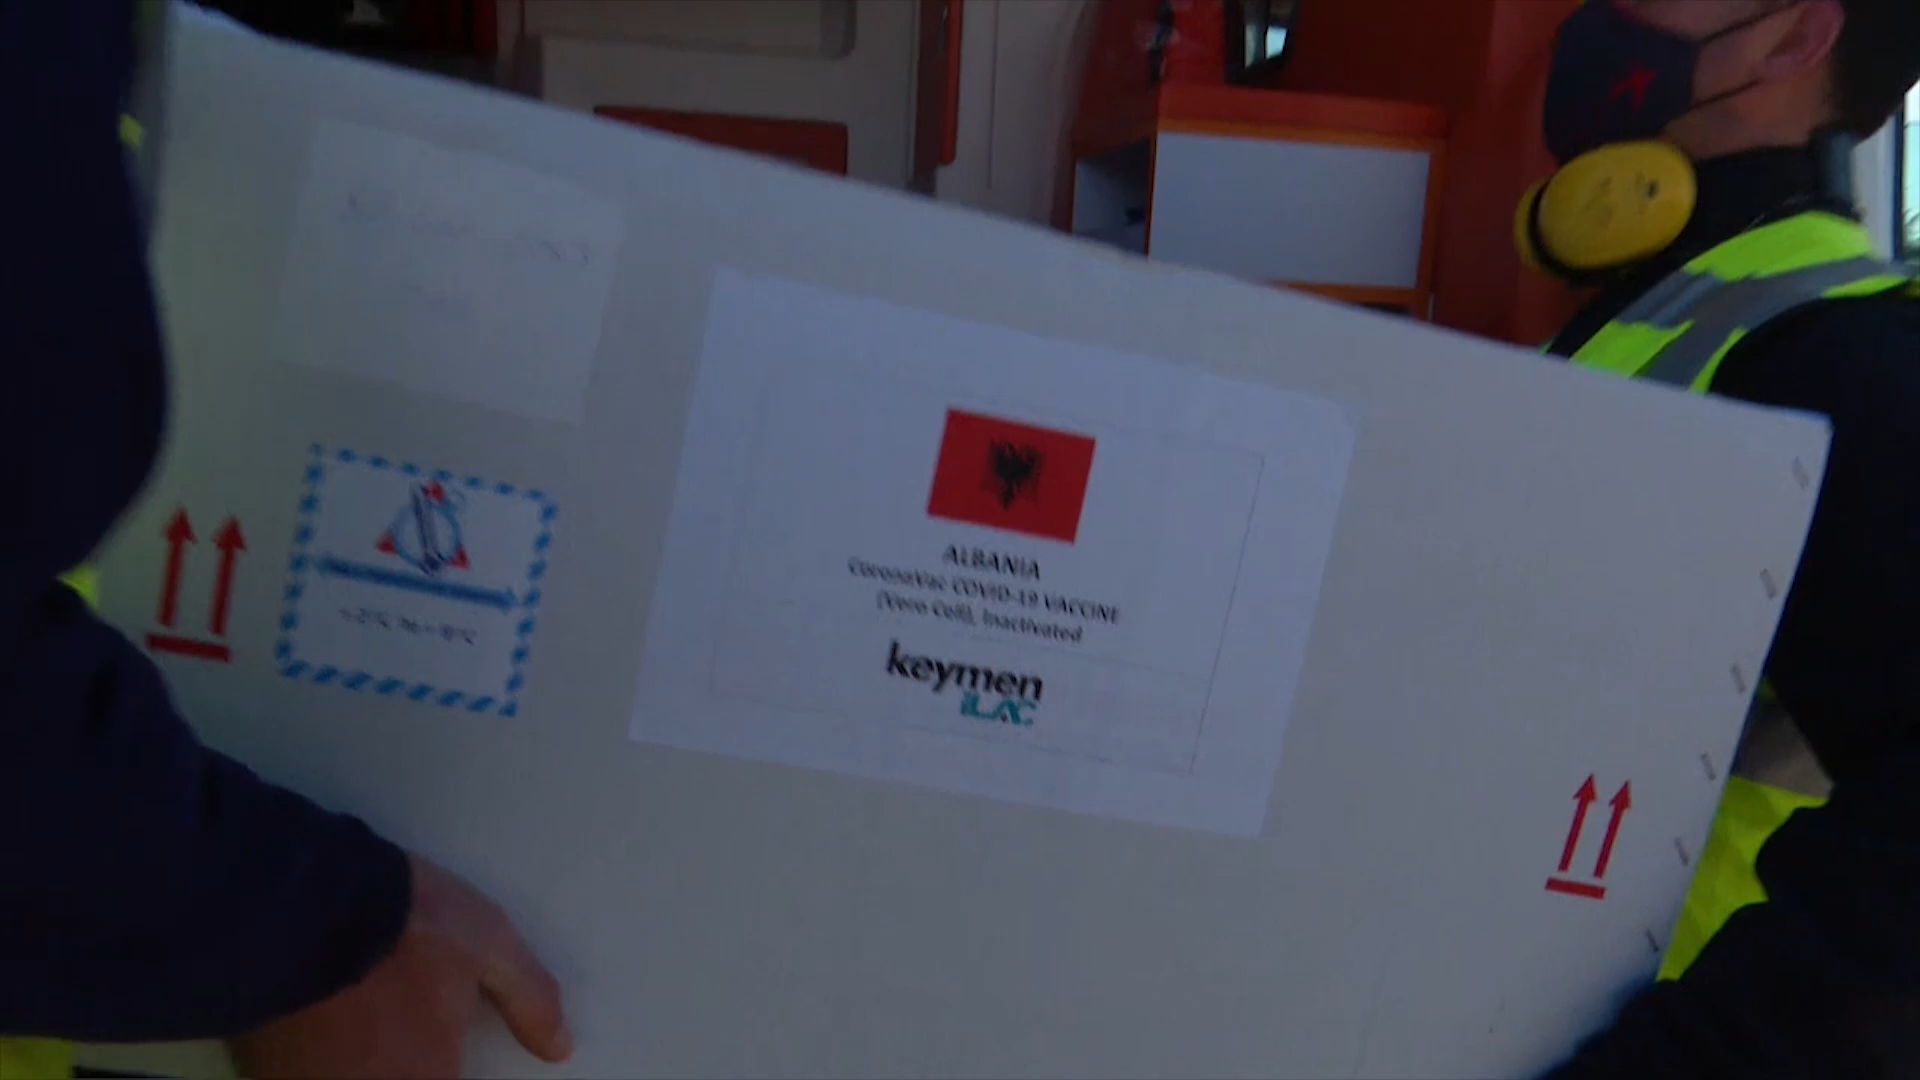 ALBANIA
CoronaVac COVID-19 VACCINE
(Vero Cell), Inactivated
keymen
iLAC